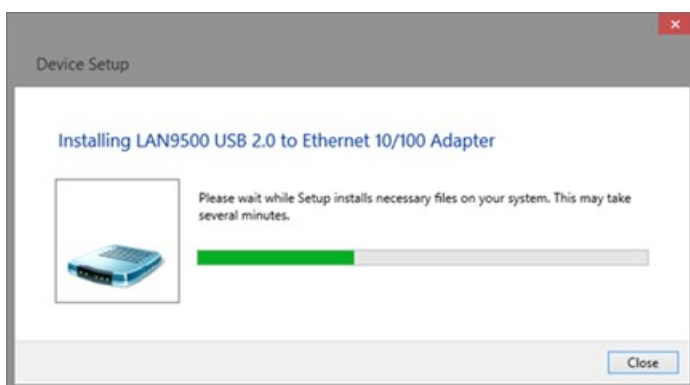 Device Setup
Installing LAN9500 USB 2.0 to Ethernet 10/100 Adapter
Please wait while Setup installs necessary files on your system. This may take
several minutes.
Close